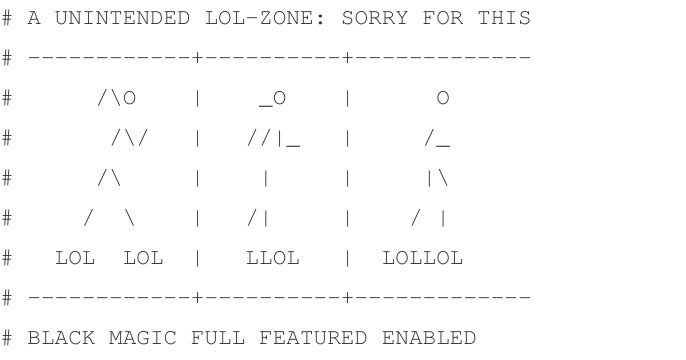 # A UNINTENDED LOL-ZONE: SORRY FOR THIS
# ------------+----------+-------------
#      /\O    |    _O    |      O
#       /\/   |   //|_   |     /_
#      /\     |    |     |     |\
#     /  \    |   /|     |    / |
#   LOL  LOL  |   LLOL   |  LOLLOL
# ------------+----------+-------------
# BLACK MAGIC FULL FEATURED ENABLED